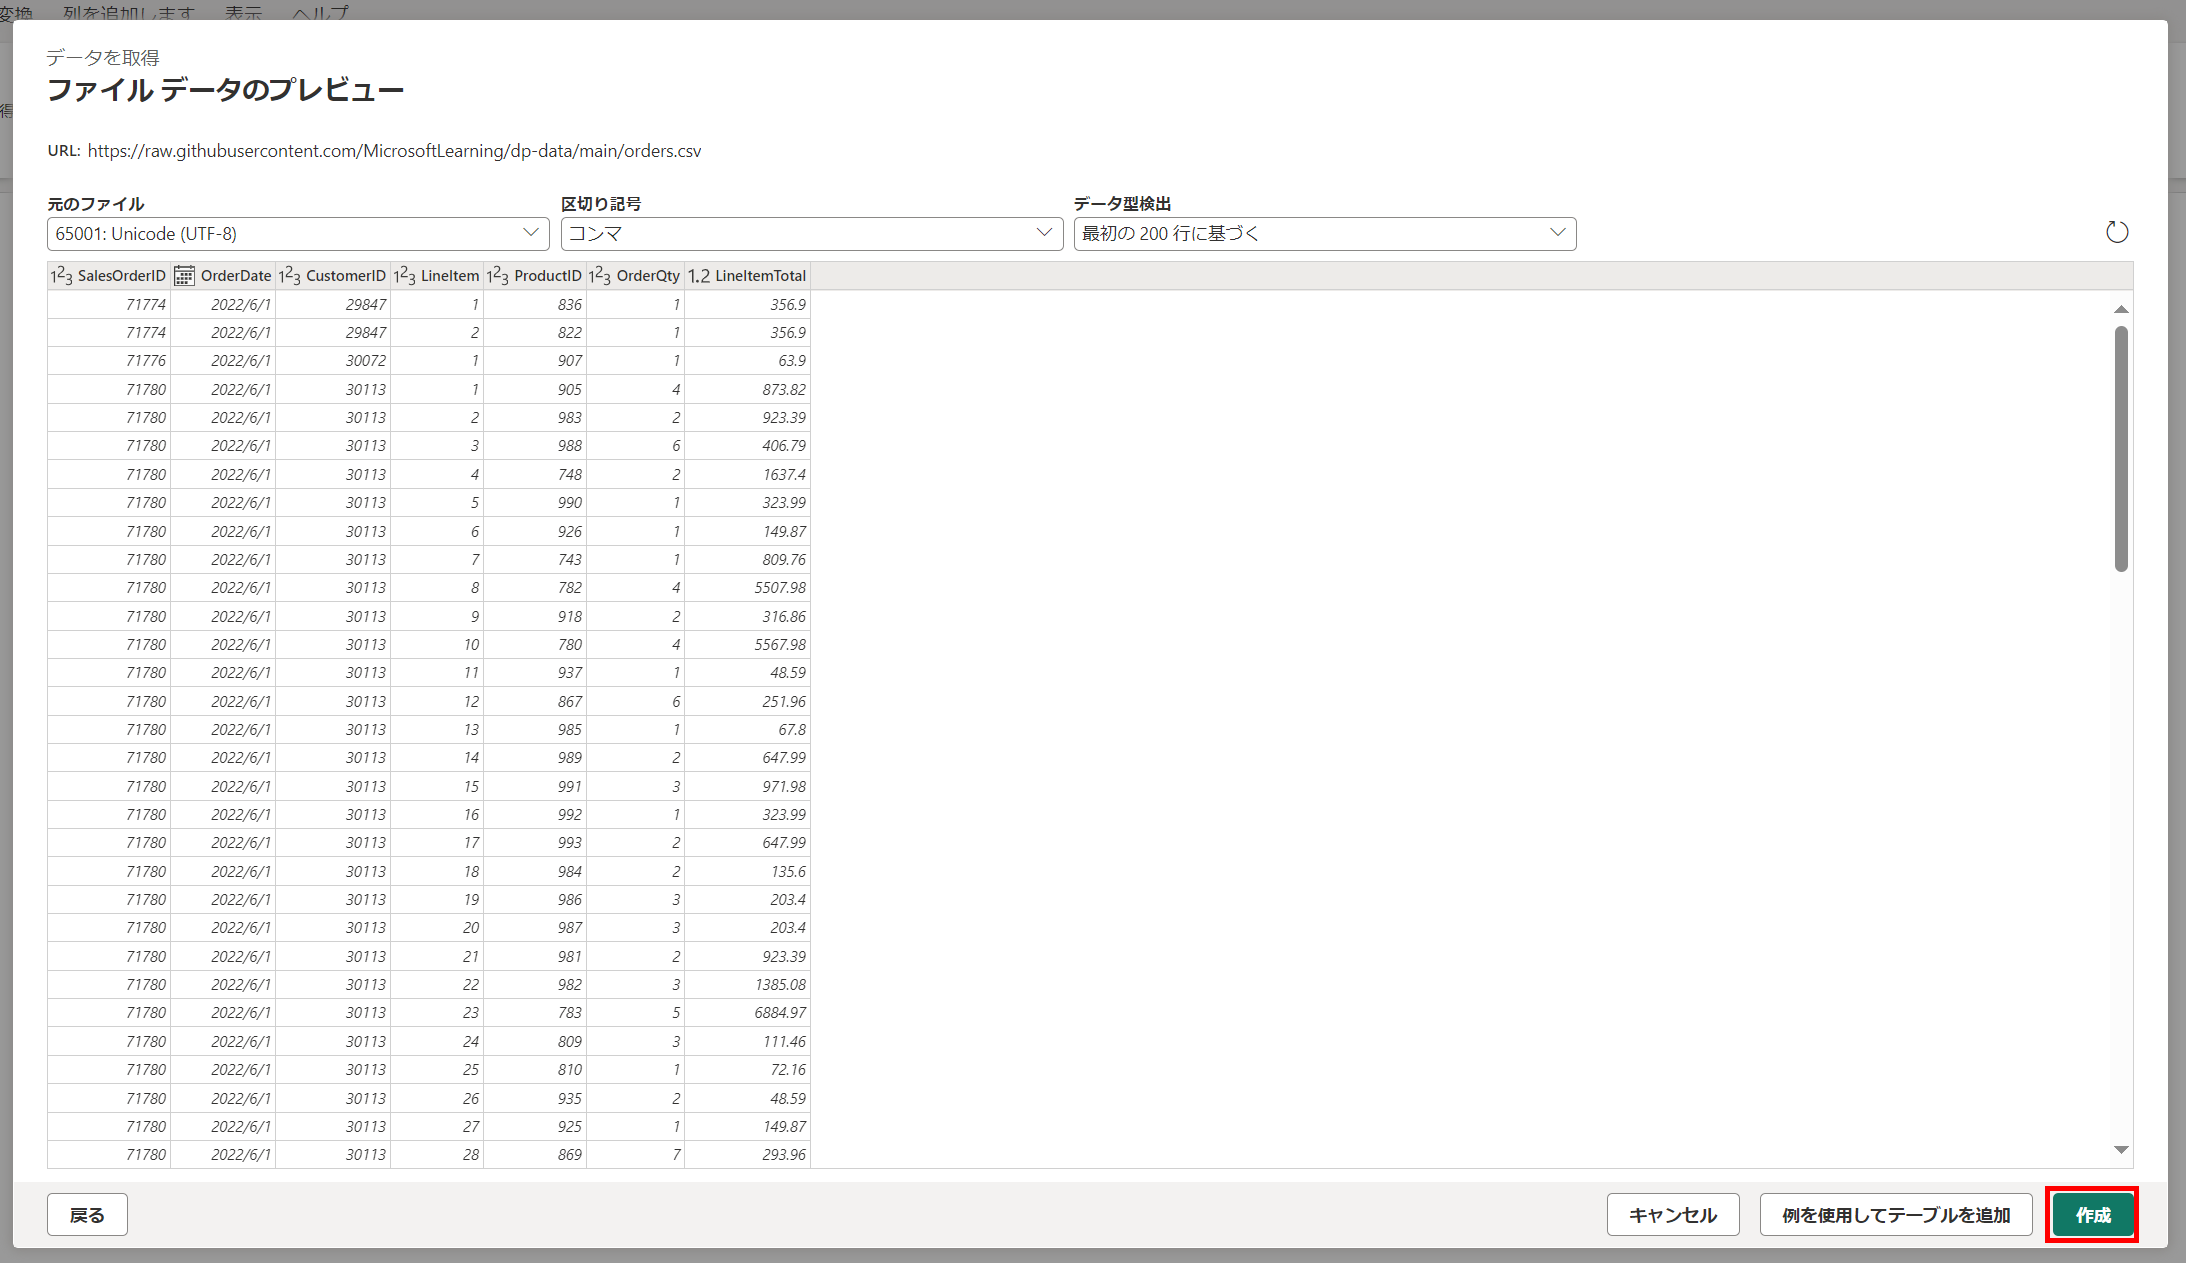 変換 列を追加します 表示 ヘルプ
得
データを取得
ファイル データのプレビュー
URL: https://raw.githubusercontent.com/MicrosoftLearning/dp-data/main/orders.csv
元のファイル 区切り記号 データ型検出
65001: Unicode (UTF-8) コンマ 最初の 200 行に基づく
123 SalesOrderID OrderDate 123 CustomerID 123 LineItem 123 ProductID 123 OrderQty 1.2 LineItemTotal
71774 2022/6/1 29847 1 836 1 356.9
71774 2022/6/1 29847 2 822 1 356.9
71776 2022/6/1 30072 1 907 1 63.9
71780 2022/6/1 30113 1 905 4 873.82
71780 2022/6/1 30113 2 983 2 923.39
71780 2022/6/1 30113 3 988 6 406.79
71780 2022/6/1 30113 4 748 2 1637.4
71780 2022/6/1 30113 5 990 1 323.99
71780 2022/6/1 30113 6 926 1 149.87
71780 2022/6/1 30113 7 743 1 809.76
71780 2022/6/1 30113 8 782 4 5507.98
71780 2022/6/1 30113 9 918 2 316.86
71780 2022/6/1 30113 10 780 4 5567.98
71780 2022/6/1 30113 11 937 1 48.59
71780 2022/6/1 30113 12 867 6 251.96
71780 2022/6/1 30113 13 985 1 67.8
71780 2022/6/1 30113 14 989 2 647.99
71780 2022/6/1 30113 15 991 3 971.98
71780 2022/6/1 30113 16 992 1 323.99
71780 2022/6/1 30113 17 993 2 647.99
71780 2022/6/1 30113 18 984 2 135.6
71780 2022/6/1 30113 19 986 3 203.4
71780 2022/6/1 30113 20 987 3 203.4
71780 2022/6/1 30113 21 981 2 923.39
71780 2022/6/1 30113 22 982 3 1385.08
71780 2022/6/1 30113 23 783 5 6884.97
71780 2022/6/1 30113 24 809 3 111.46
71780 2022/6/1 30113 25 810 1 72.16
71780 2022/6/1 30113 26 935 2 48.59
71780 2022/6/1 30113 27 925 1 149.87
71780 2022/6/1 30113 28 869 7 293.96
戻る キャンセル 例を使用してテーブルを追加 作成